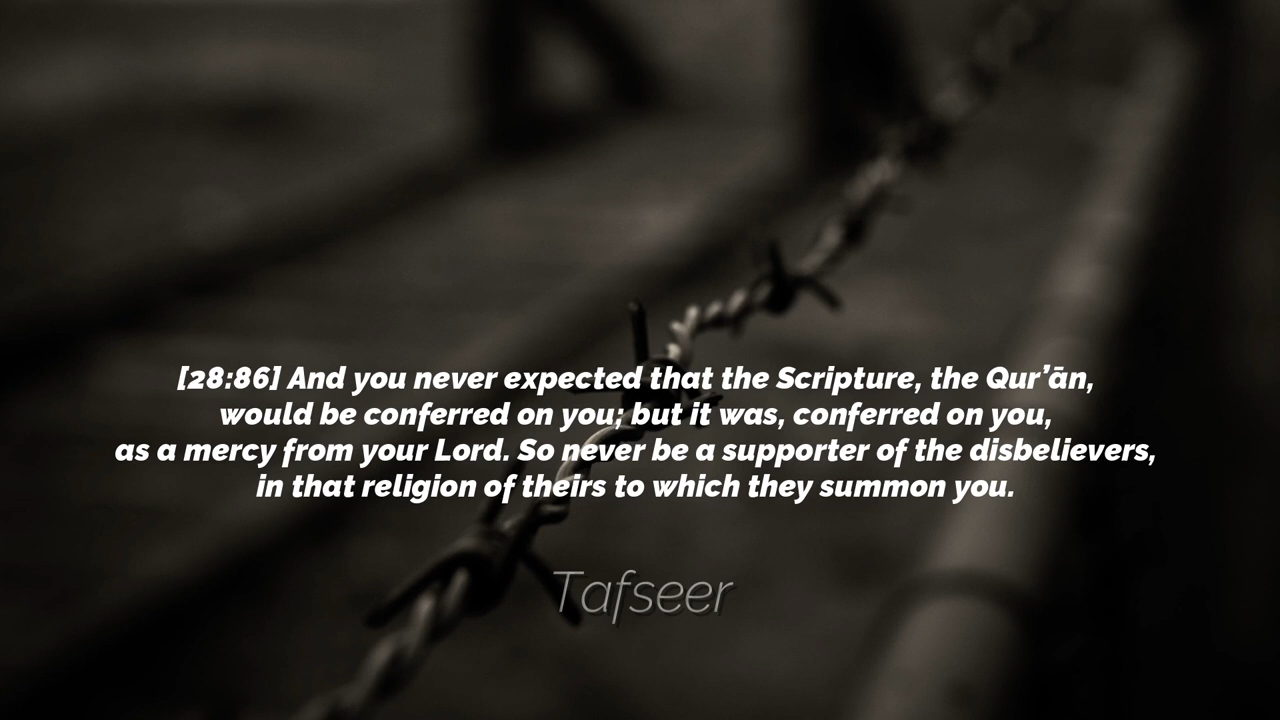 [28:86] And you never expected that the Scripture, the Qur’ān,
would be conferred on you; but it was, conferred on you,
as a mercy from your Lord. So never be a supporter of the disbelievers,
in that religion of theirs to which they summon you.
Tafseer